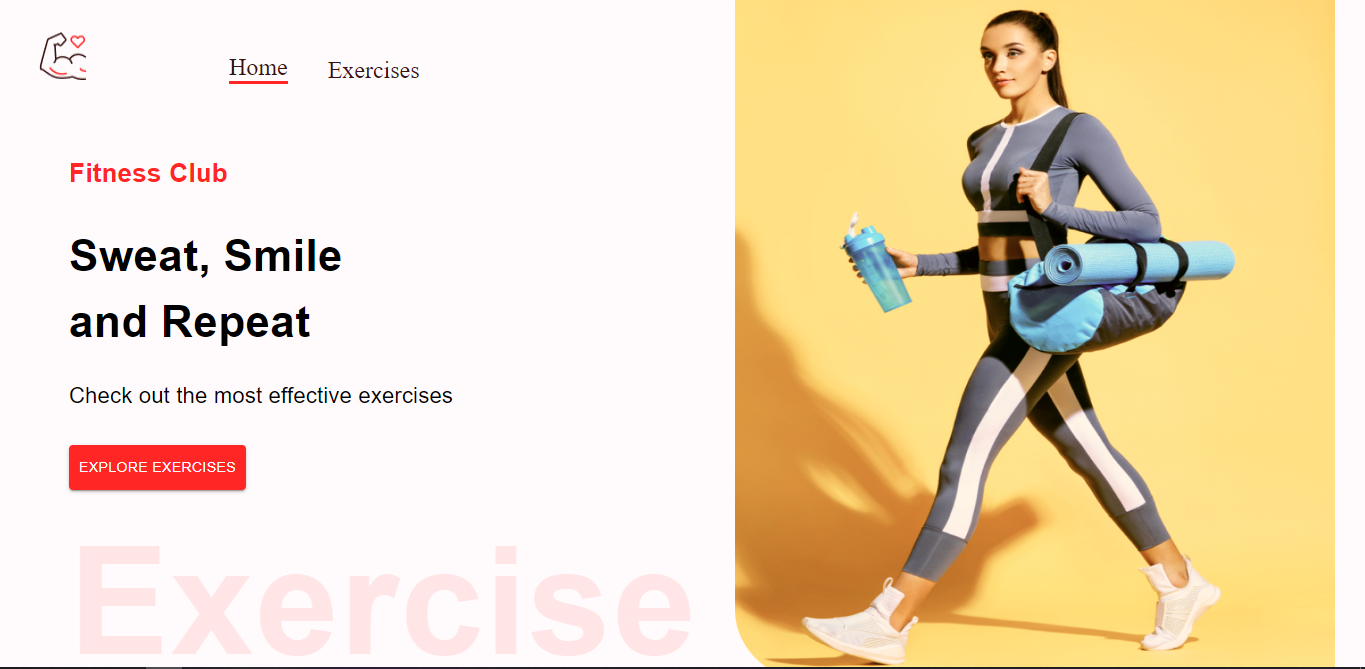 Home Exercises
Fitness Club
Sweat, Smile
and Repeat
Check out the most effective exercises
EXPLORE EXERCISES
Exercise